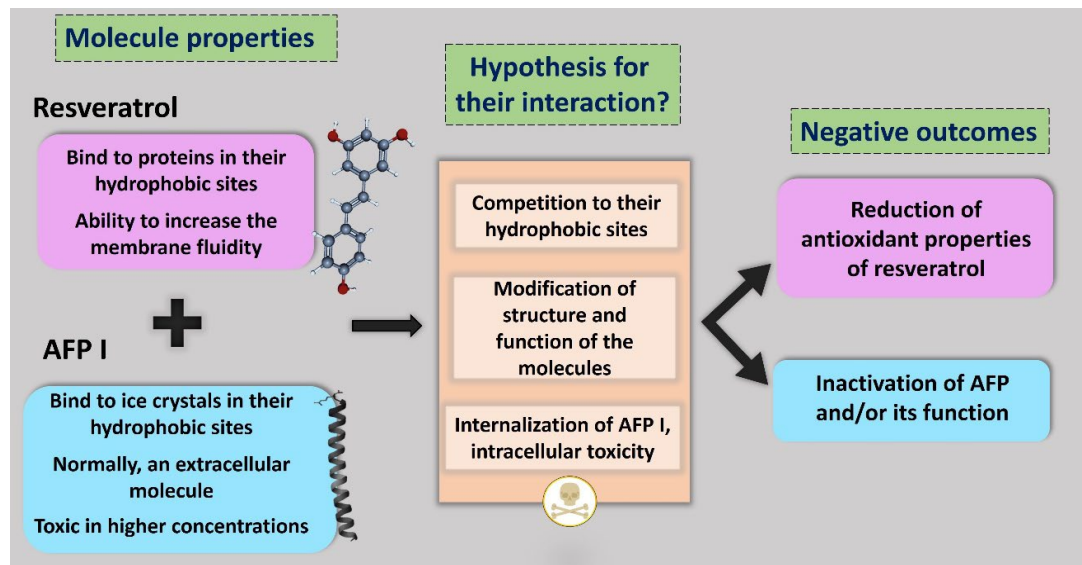 Molecule properties
Resveratrol
Bind to proteins in their
hydrophobic sites
Ability to increase the
membrane fluidity
AFP I
Bind to ice crystals in their
hydrophobic sites
Normally, an extracellular
molecule
Toxic in higher concentrations
Hypothesis for
their interaction?
Competition to their
hydrophobic sites
Modification of
structure and
function of the
molecules
Internalization of AFP I,
intracellular toxicity
Negative outcomes
Reduction of
antioxidant properties
of resveratrol
Inactivation of AFP
and/or its function